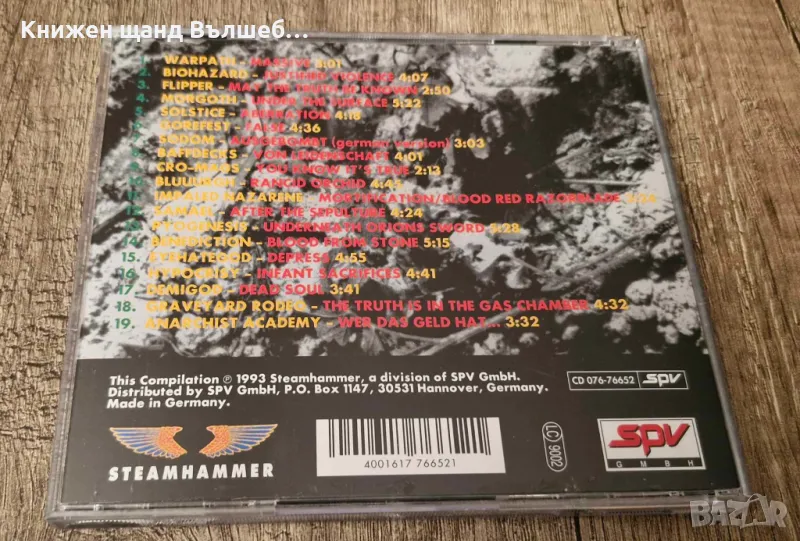 Книжен щанд Вълшеб...
1. WARPATH - MASSIVE 3:01
2. BIOHAZARD - JUSTIFIED VIOLENCE 4:07
3. FLIPPER - MAY THE TRUTH BE KNOWN 2:50
4. MORGOTH - UNDER THE SURFACE 5:22
5. SOLSTICE - ABERRATION 4:18
6. GOREFEST - FALSE 4:36
7. SODOM - AUSGEBOMBT (german version) 3:03
8. BAFFDECKS - VON LEIDENSCHAFT 4:01
9. CRO-MAGS - YOU KNOW IT'S TRUE 2:13
10. - RANCID ORCHID 4:45
11. IMPALED NAZARENE - MORTIFICATION/BLOOD RED RAZORBLADE
12. SAMAEL - AFTER THE SEPULTURE 4:24
13. PYOGENESIS - UNDERNEATH ORIONS SWORD 5:28
14. BENEDICTION - BLOOD FROM STONE 5:15
15. EYEHATEGOD - DEPRESS 4:55
16. HYPOCRISY - INFANT SACRIFICES 4:41
17. DEMIGOD - DEAD SOUL 3:41
18. GRAVEYARD RODEO - THE TRUTH IS IN THE GAS CHAMBER 4:32
19. ANARCHIST ACADEMY - WER DAS GELD HAT... 3:32
This Compilation ℗ 1993 Steamhammer, a division of SPV GmbH.
Distributed by SPV GmbH, P.O. Box 1147, 30531 Hannover, Germany.
Made in Germany.
CD 076-76652 SPV
STEAMHAMMER
4001617 766521
LC 9002
SPV
GMBH
BAZAR